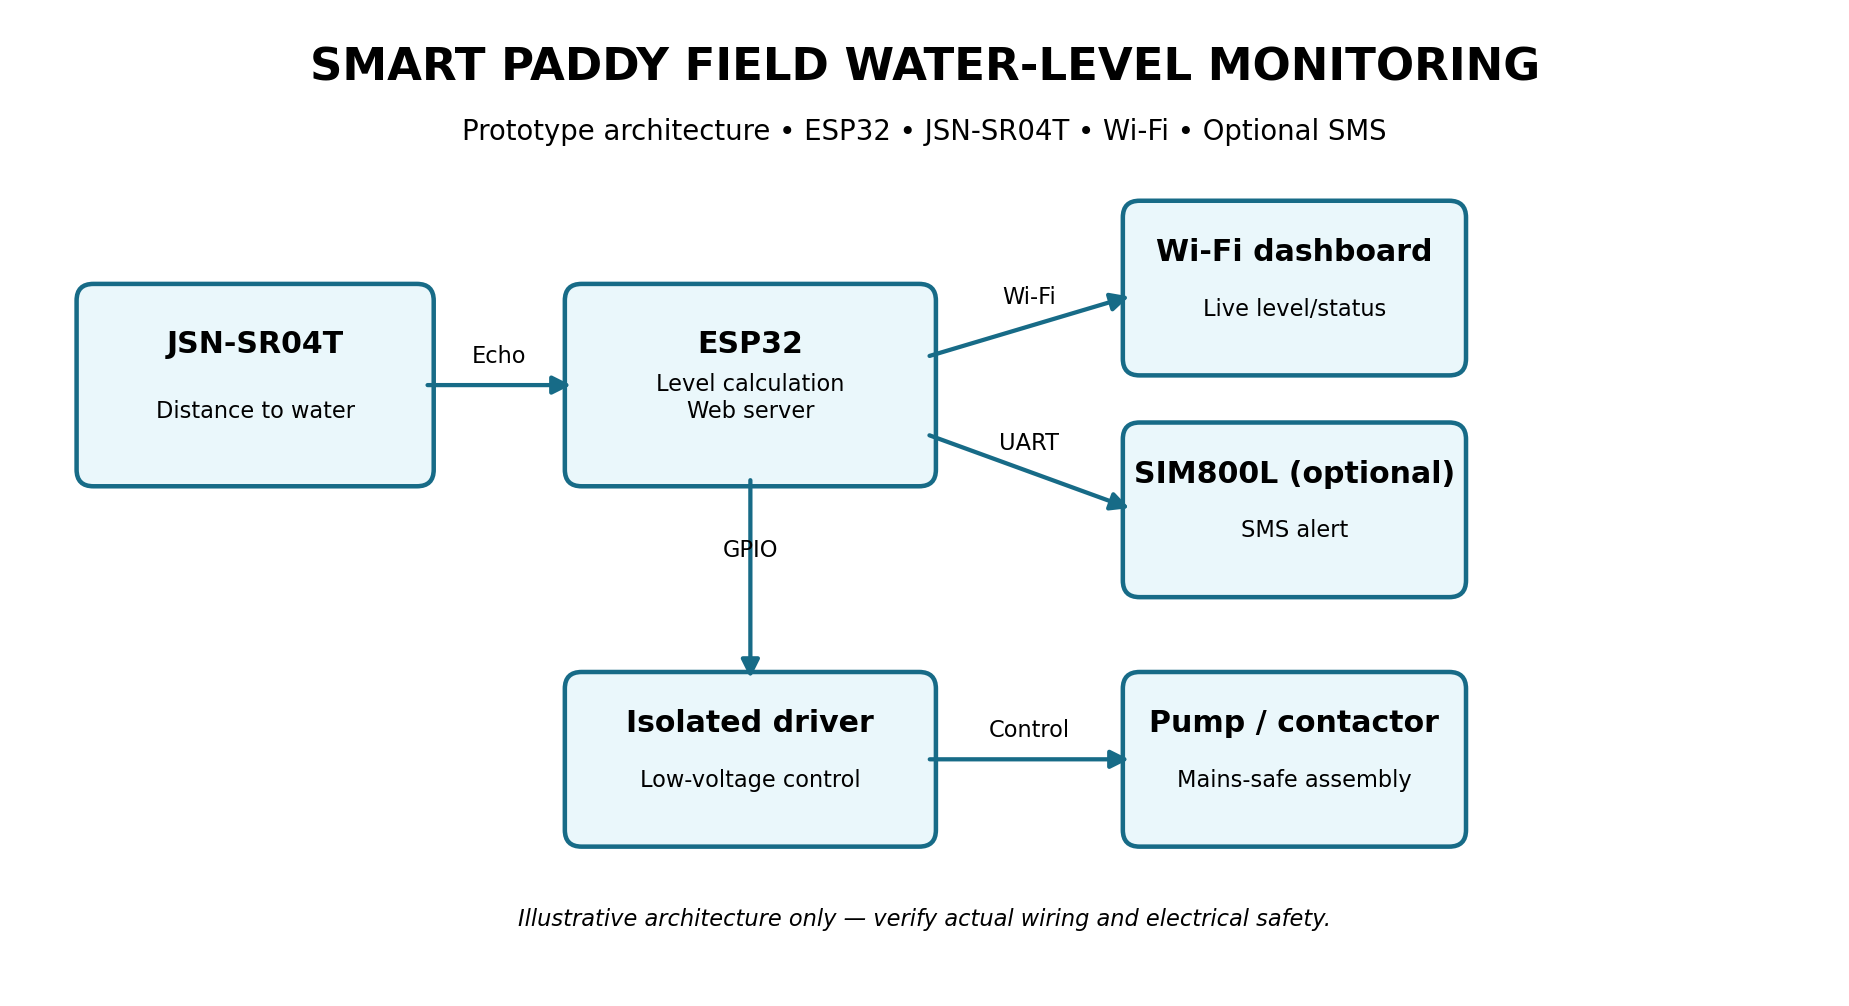 SMART PADDY FIELD WATER-LEVEL MONITORING
Prototype architecture • ESP32 • JSN-SR04T • Wi-Fi • Optional SMS
JSN-SR04T
Distance to water
Echo
ESP32
Level calculation
Web server
Wi-Fi
Wi-Fi dashboard
Live level/status
UART
SIM800L (optional)
SMS alert
GPIO
Isolated driver
Low-voltage control
Control
Pump / contactor
Mains-safe assembly
Illustrative architecture only — verify actual wiring and electrical safety.